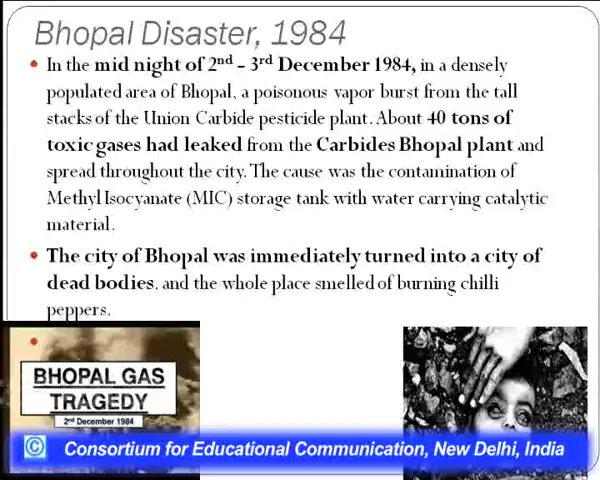 Bhopal Disaster, 1984
• In the mid night of 2nd – 3rd December 1984, in a densely
populated area of Bhopal, a poisonous vapor burst from the tall
stacks of the Union Carbide pesticide plant. About 40 tons of
toxic gases had leaked from the Carbides Bhopal plant and
spread throughout the city. The cause was the contamination of
Methyl Isocyanate (MIC) storage tank with water carrying catalytic
material.
• The city of Bhopal was immediately turned into a city of
dead bodies, and the whole place smelled of burning chilli
peppers.
BHOPAL GAS
TRAGEDY
2nd December 1984
© Consortium for Educational Communication, New Delhi, India